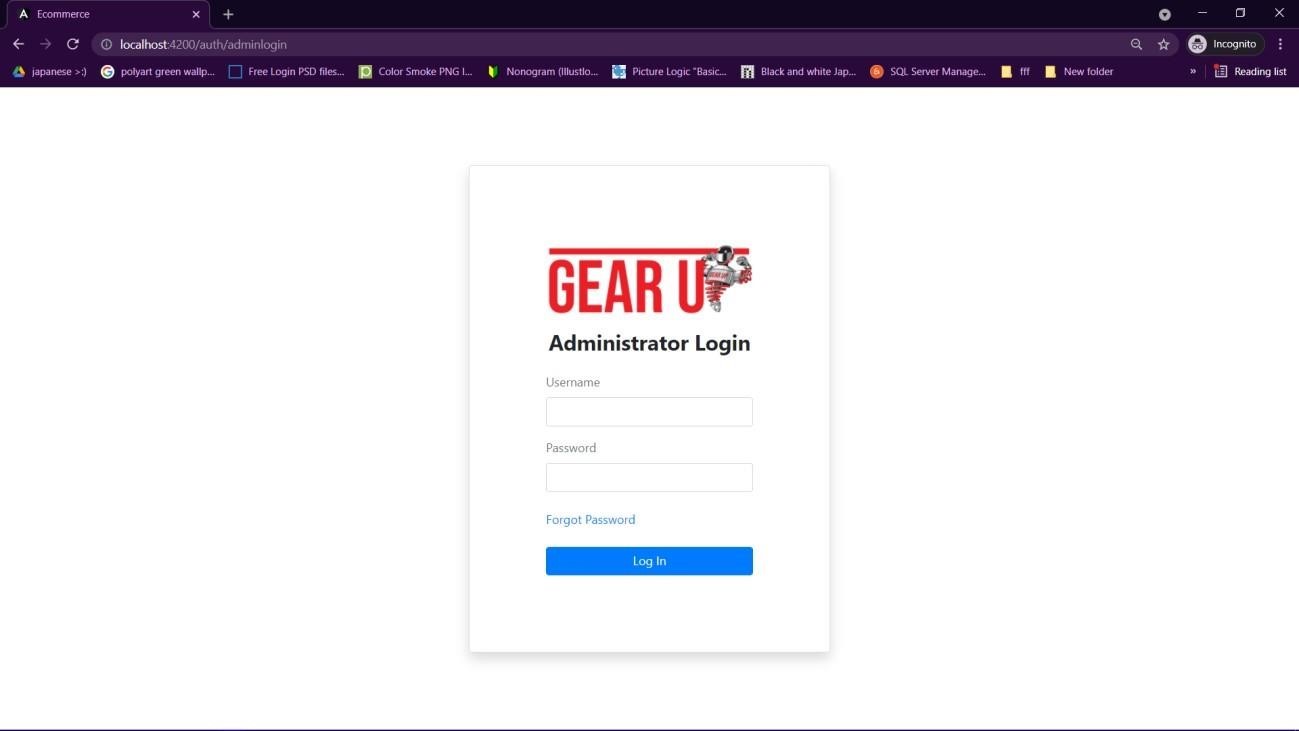 Ecommerce
localhost:4200/auth/adminlogin
Incognito
japanese >:)
polyart green wallp...
Free Login PSD files...
Color Smoke PNG I...
Nonogram (Illustlo...
Picture Logic "Basic...
Black and white Jap...
SQL Server Manage...
fff
New folder
»
Reading list
GEAR UP
Administrator Login
Username
Password
Forgot Password
Log In